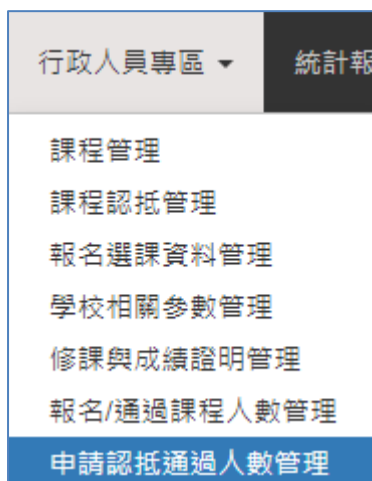 行政人員專區 統計報
課程管理
課程認抵管理
報名選課資料管理
學校相關參數管理
修課與成績證明管理
報名/通過課程人數管理
申請認抵通過人數管理